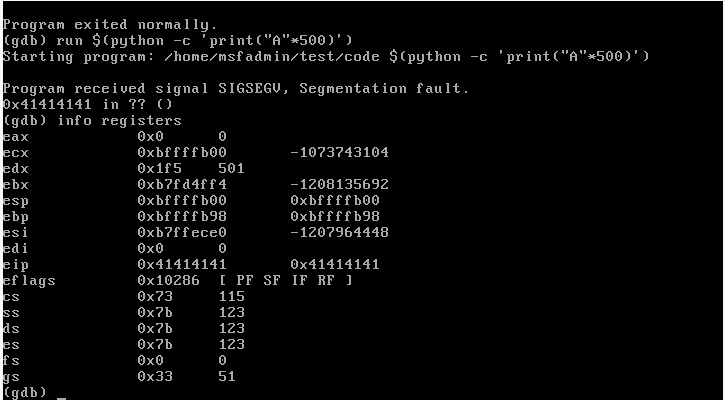 Program exited normally.
(gdb) run $(python -c 'print("A"*500)')
Starting program: /home/msfadmin/test/code $(python -c 'print("A"*500)')
Program received signal SIGSEGV, Segmentation fault.
0x41414141 in ?? ()
(gdb) info registers
eax 0x0 0
ecx 0xbffffb00 -1073743104
edx 0x1f5 501
ebx 0xb7fd4ff4 -1208135692
esp 0xbffffb00 0xbffffb00
ebp 0xbffffb98 0xbffffb98
esi 0xb7ffece0 -1207964448
edi 0x0 0
eip 0x41414141 0x41414141
eflags 0x10286 [ PF SF IF RF ]
cs 0x73 115
ss 0x7b 123
ds 0x7b 123
es 0x7b 123
fs 0x0 0
gs 0x33 51
(gdb) _